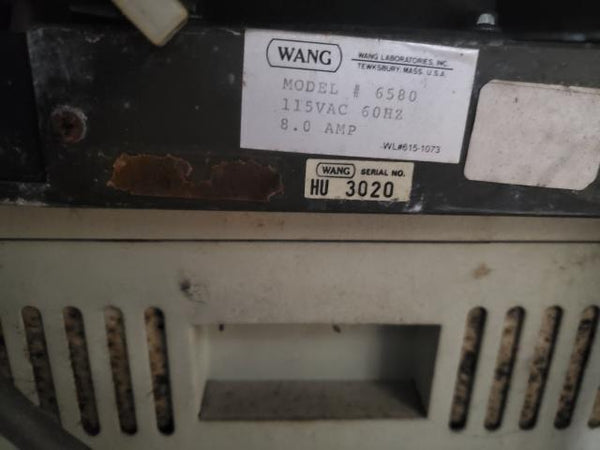 WANG
WANG LABORATORIES, INC.
TEWKSBURY, MASS. U.S.A.
MODEL # 6580
115VAC 60HZ
8.0 AMP
WL#615-1073
WANG SERIAL NO.
HU 3020